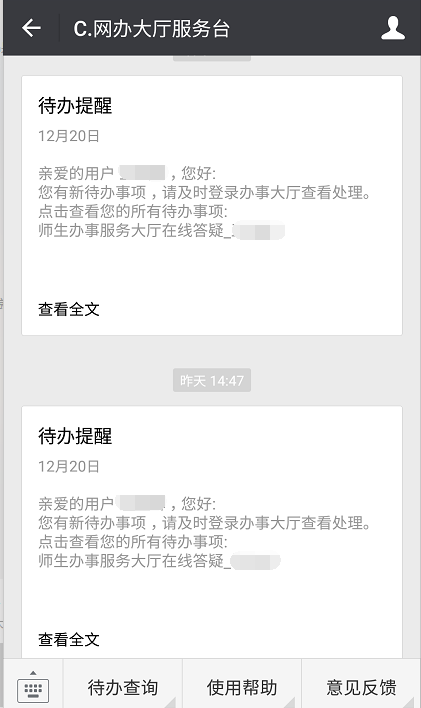 C.网办大厅服务台
待办提醒
12月20日
亲爱的用户 ，您好:
您有新待办事项，请及时登录办事大厅查看处理。
点击查看您的所有待办事项:
师生办事服务大厅在线答疑_
查看全文
昨天 14:47
待办提醒
12月20日
亲爱的用户 ，您好:
您有新待办事项，请及时登录办事大厅查看处理。
点击查看您的所有待办事项:
师生办事服务大厅在线答疑_
查看全文
待办查询 使用帮助 意见反馈